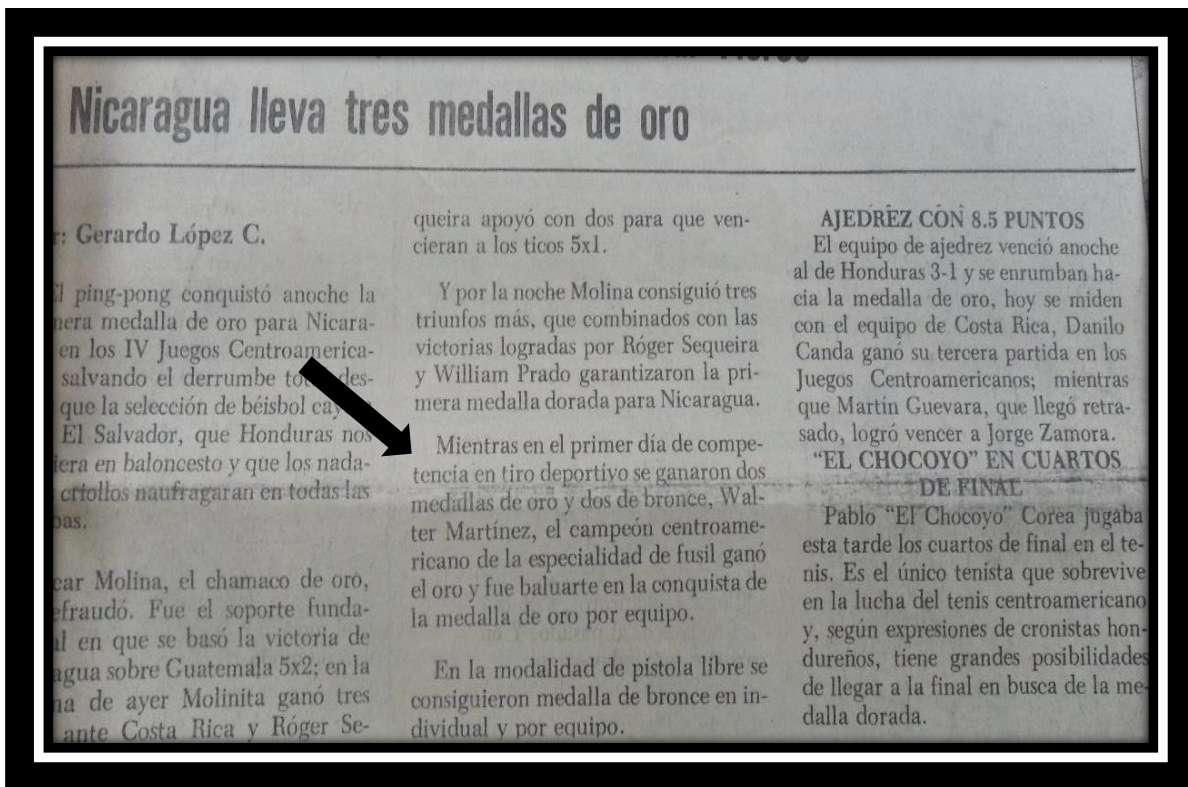 Nicaragua lleva tres medallas de oro
r: Gerardo López C.
l ping-pong conquistó anoche la
nera medalla de oro para Nicara-
en los IV Juegos Centroamerica-
salvando el derrumbe des-
que la selección de béisbol
El Salvador, que Honduras nos
iera en baloncesto y que los nada-
criollos naufragaran en todas las
bas.
car Molina, el chamaco de oro,
efraudó. Fue el soporte funda-
al en que se basó la victoria de
agua sobre Guatemala 5x2; en la
na de ayer Molinita ganó tres
ante Costa Rica y Róger Se-
queira apoyó con dos para que ven-
cieran a los ticos 5x1.
Y por la noche Molina consiguió tres
triunfos más, que combinados con las
victorias logradas por Róger Sequeira
y William Prado garantizaron la pri-
mera medalla dorada para Nicaragua.
Mientras en el primer día de compe-
tencia en tiro deportivo se ganaron dos
medallas de oro y dos de bronce, Wal-
ter Martínez, el campeón centroame-
ricano de la especialidad de fusil ganó
el oro y fue baluarte en la conquista de
la medalla de oro por equipo.
En la modalidad de pistola libre se
consiguieron medalla de bronce en in-
dividual y por equipo.
AJEDREZ CON 8.5 PUNTOS
El equipo de ajedrez venció anoche
al de Honduras 3-1 y se enrumban ha-
cia la medalla de oro, hoy se miden
con el equipo de Costa Rica, Danilo
Canda ganó su tercera partida en los
Juegos Centroamericanos; mientras
que Martín Guevara, que llegó retra-
sado, logró vencer a Jorge Zamora.
"EL CHOCOYO" EN CUARTOS
DE FINAL
Pablo "El Chocoyo" Corea jugaba
esta tarde los cuartos de final en el te-
nis. Es el único tenista que sobrevive
en la lucha del tenis centroamericano
y, según expresiones de cronistas hon-
dureños, tiene grandes posibilidades
de llegar a la final en busca de la me-
dalla dorada.